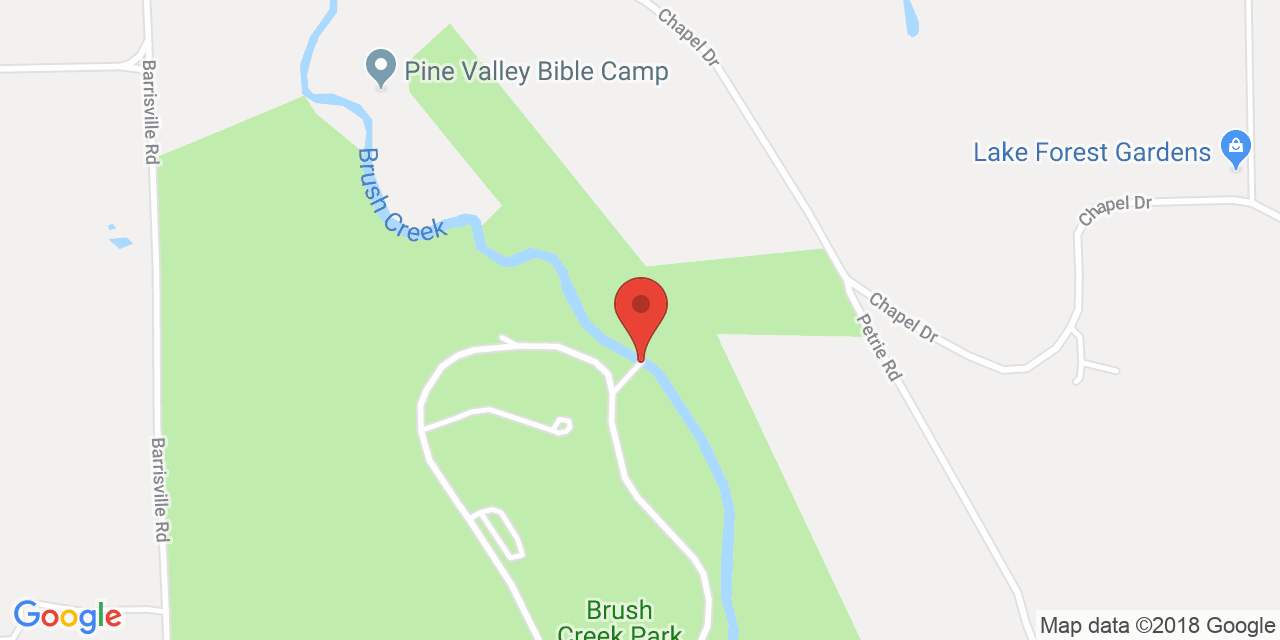 Chapel Dr
Pine Valley Bible Camp
Barrisville Rd
Lake Forest Gardens
Brush Creek
Chapel Dr
Chapel Dr
Petrie Rd
Barrisville Rd
Brush
Creek Park
Google
Map data ©2018 Google